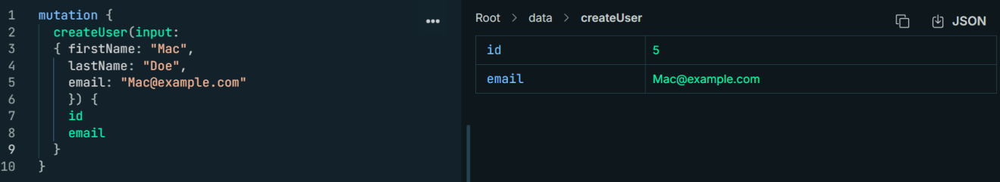 1 mutation {
2 createUser(input:
3 { firstName: "Mac",
4 lastName: "Doe",
5 email: "Mac@example.com"
6 }) {
7 id
8 email
9 }
10 }
Root > data > createUser
JSON
id 5
email Mac@example.com